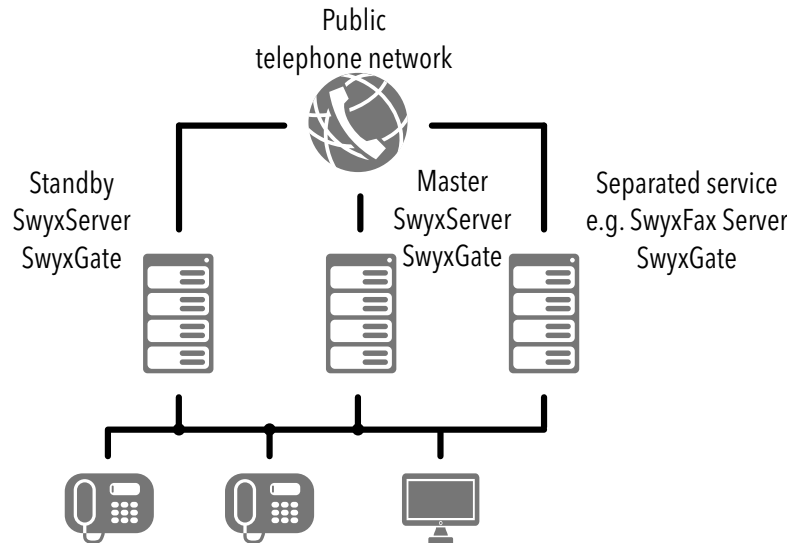 Public
telephone network
Standby
SwyxServer
SwyxGate
Master
SwyxServer
SwyxGate
Separated service
e.g. SwyxFax Server
SwyxGate